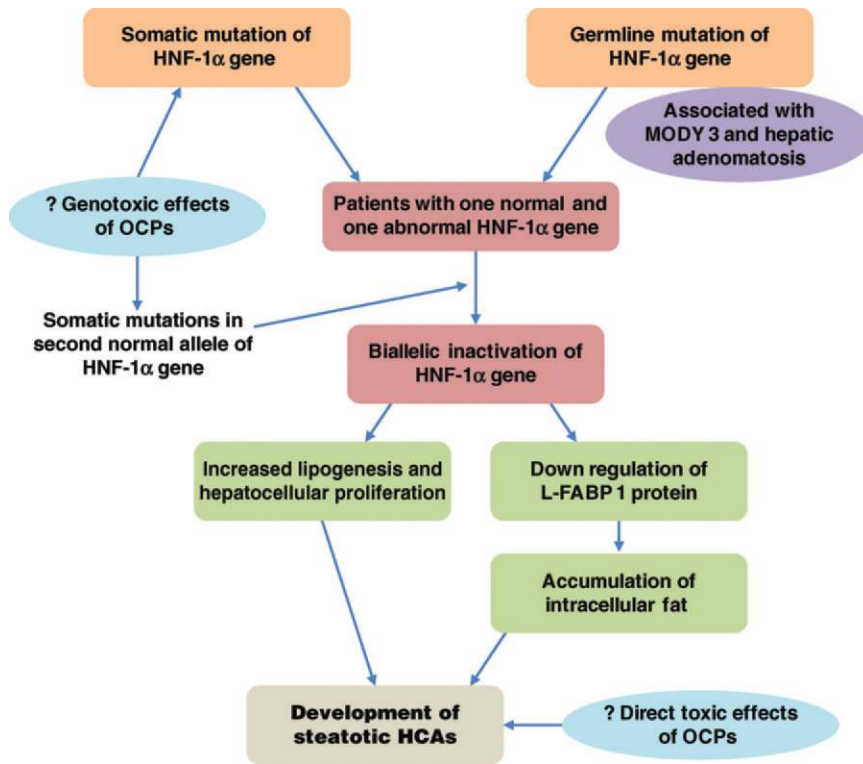 Somatic mutation of
HNF-1α gene
Germline mutation of
HNF-1α gene
Associated with
MODY 3 and hepatic
adenomatosis
? Genotoxic effects
of OCPs
Patients with one normal and
one abnormal HNF-1α gene
Somatic mutations in
second normal allele of
HNF-1α gene
Biallelic inactivation of
HNF-1α gene
Increased lipogenesis and
hepatocellular proliferation
Down regulation of
L-FABP 1 protein
Accumulation of
intracellular fat
Development of
steatotic HCAs
? Direct toxic effects
of OCPs